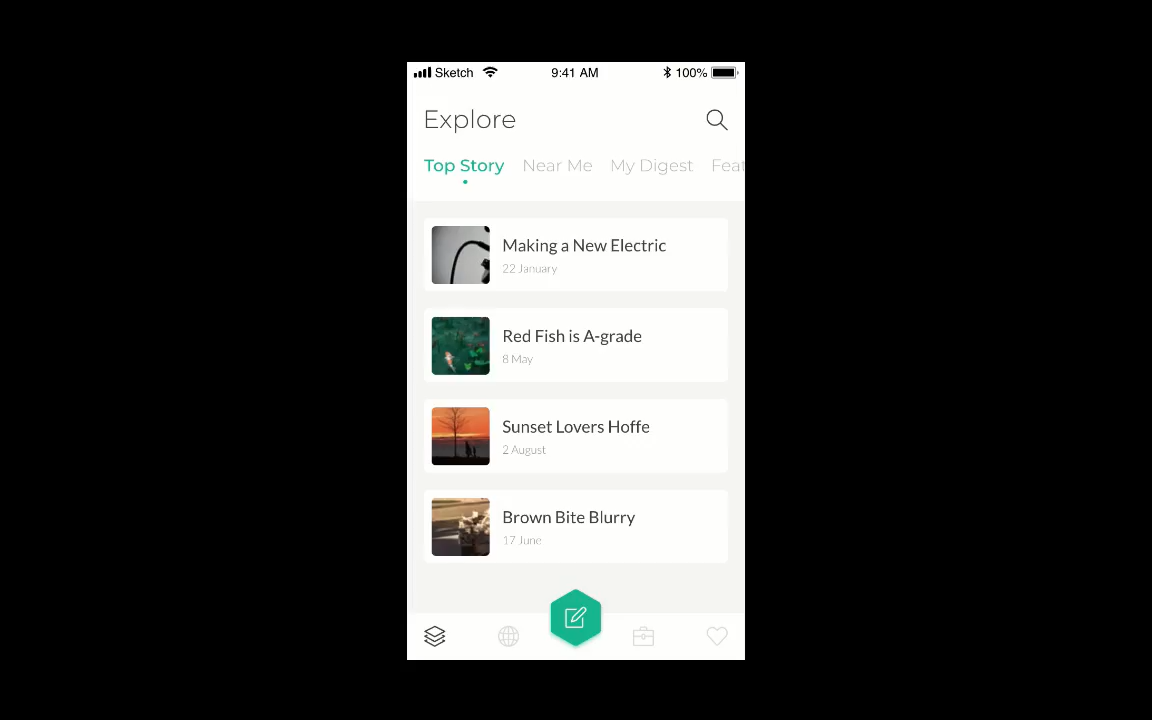 Sketch 9:41 AM 100%
Explore
Top Story Near Me My Digest Feat
Making a New Electric
22 January
Red Fish is A-grade
8 May
Sunset Lovers Hoffe
2 August
Brown Bite Blurry
17 June